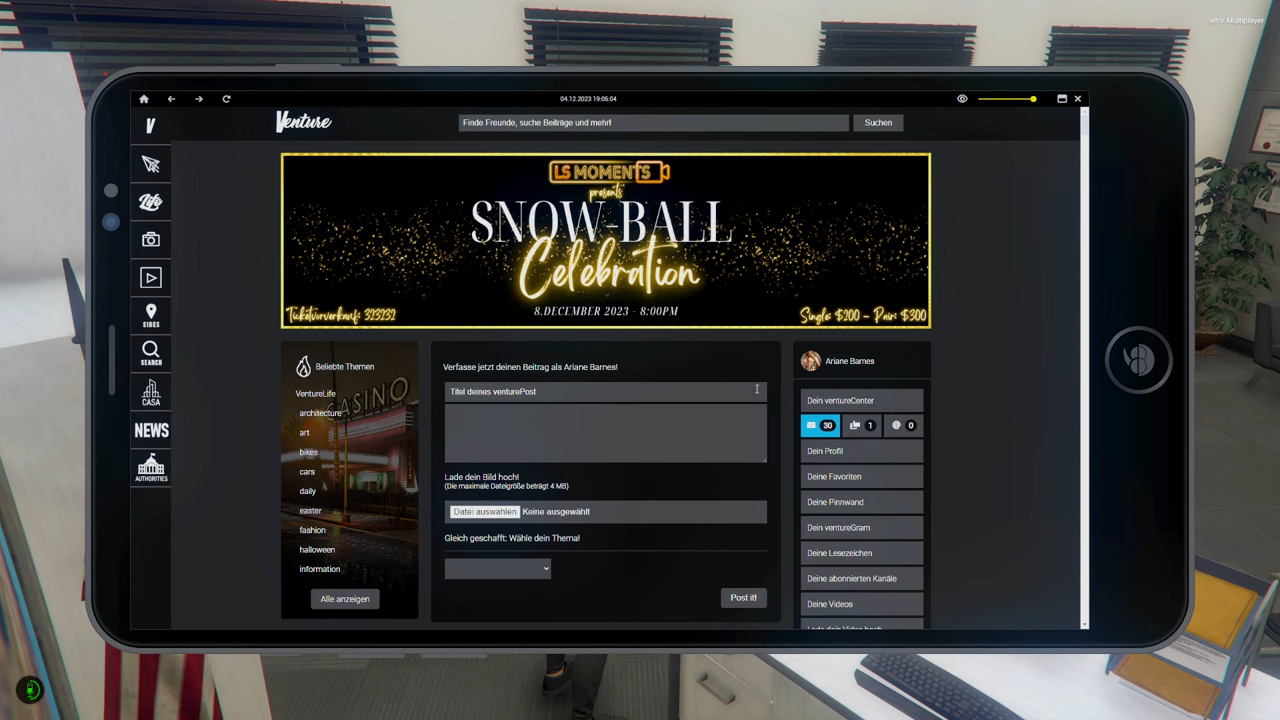 alt:V Multiplayer
04.12.2023 19:05:04
V
Venture
Finde Freunde, suche Beiträge und mehr!
Suchen
Life
SIDES
SEARCH
CASA
NEWS
AUTHORITIES
LS MOMENTS
presents
SNOW-BALL
Celebration
8.DECEMBER 2023 - 8:00PM
Ticketvorverkauf: 323232
Single: $200 – Pair: $300
Beliebte Themen
VentureLife
architecture
art
bikes
cars
daily
easter
fashion
halloween
information
Alle anzeigen
CASINO
Verfasse jetzt deinen Beitrag als Ariane Barnes!
Titel deines venturePost
Lade dein Bild hoch!
(Die maximale Dateigröße beträgt 4 MB)
Datei auswählen Keine ausgewählt
Gleich geschafft: Wähle dein Thema!
Post it!
Ariane Barnes
Dein ventureCenter
30 1 0
Dein Profil
Deine Favoriten
Deine Pinnwand
Dein ventureGram
Deine Lesezeichen
Deine abonnierten Kanäle
Deine Videos
Lade dein Video hoch